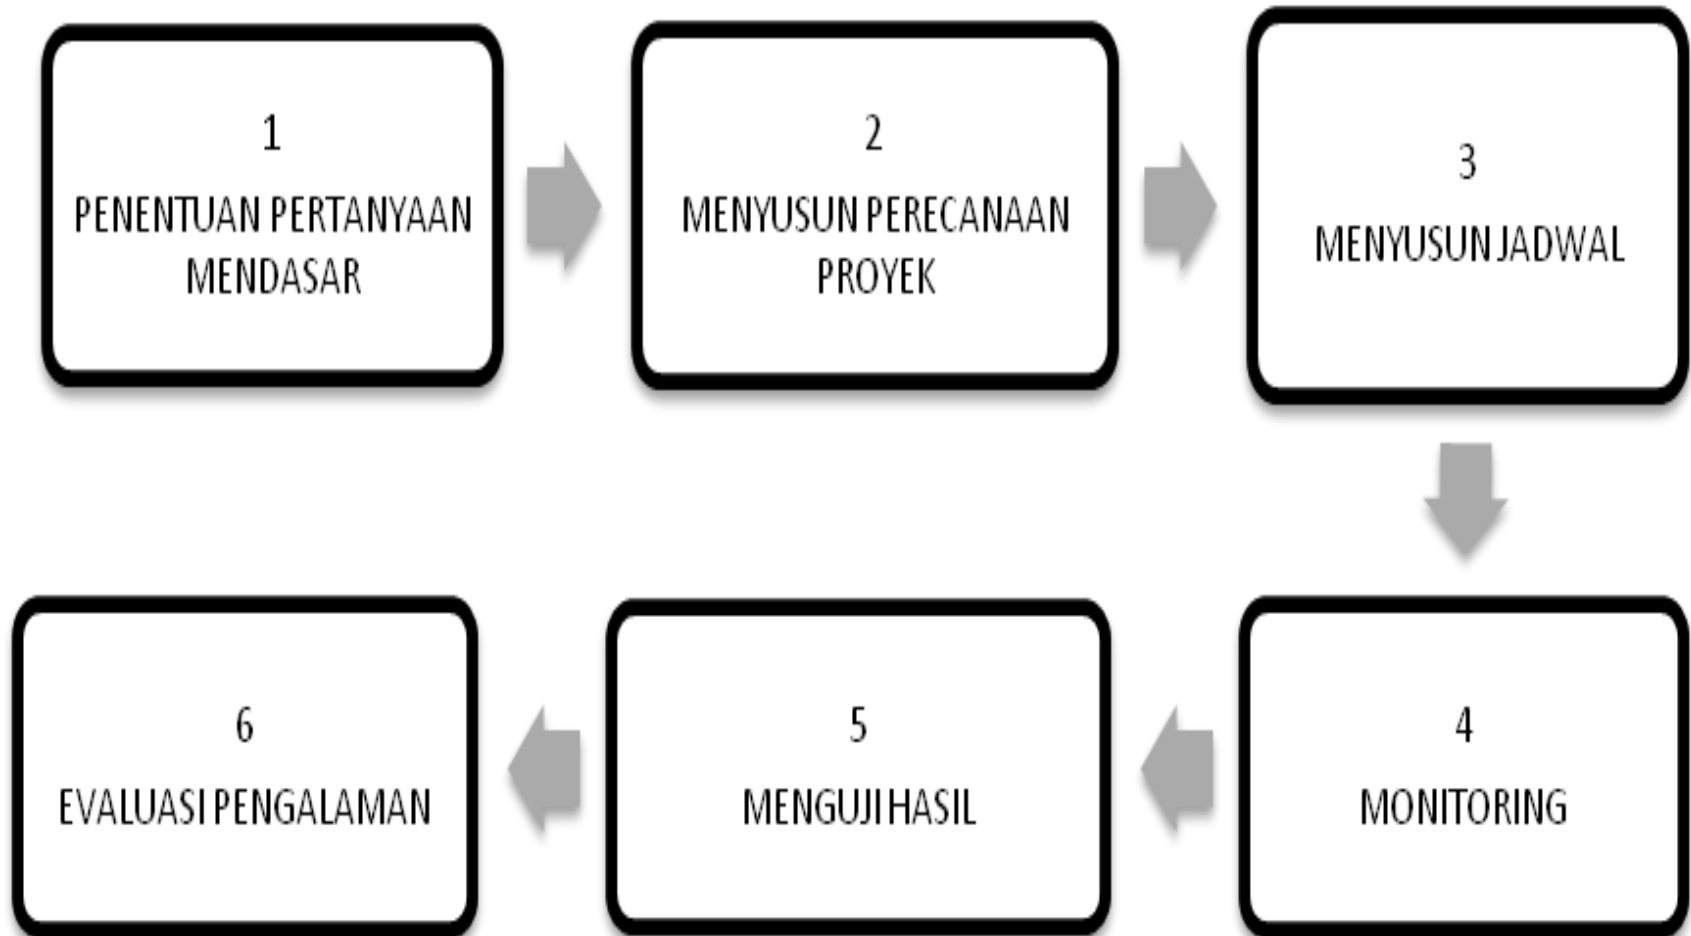 1
PENENTUAN PERTANYAAN
MENDASAR
2
MENYUSUN PERECANAAN
PROYEK
3
MENYUSUN JADWAL
4
MONITORING
5
MENGUJI HASIL
6
EVALUASI PENGALAMAN